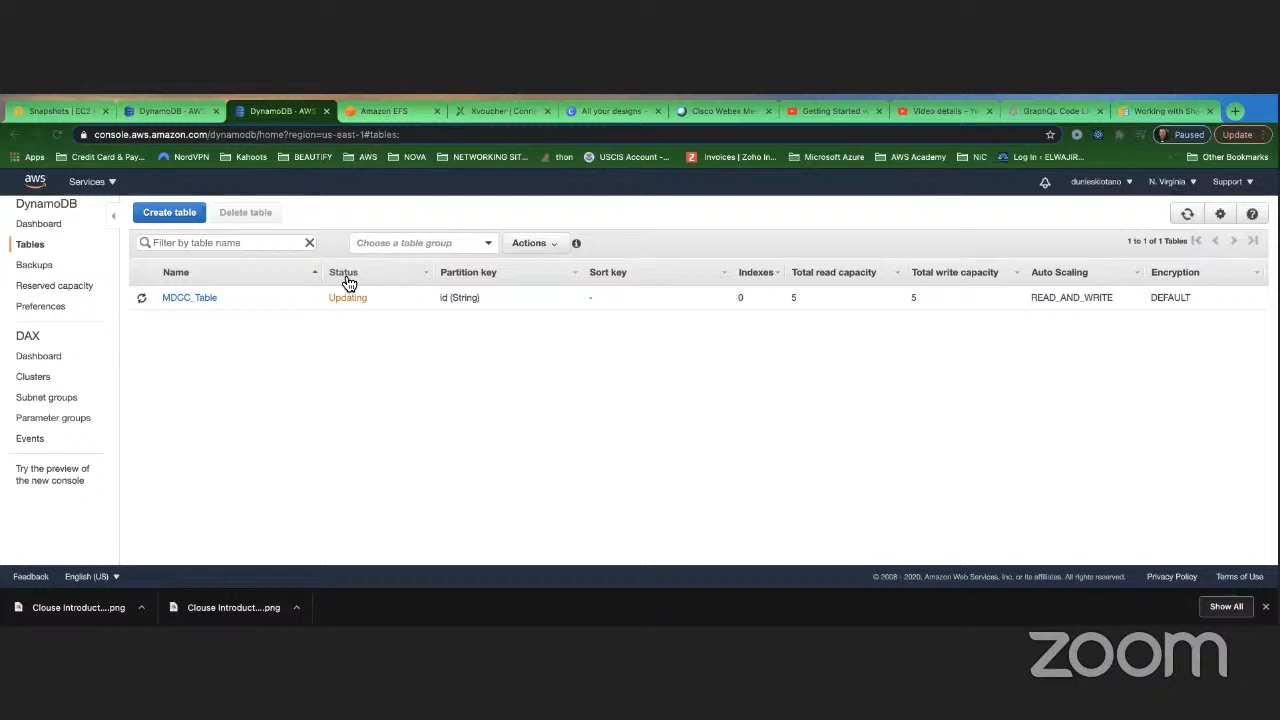 Snapshots | EC2
DynamoDB - AWS
DynamoDB - AWS
Amazon EFS
Xvoucher | Conne
All your designs -
Cisco Webex Me
Getting Started w
Video details - Y
GraphQL Code Li
Working with Sha
console.aws.amazon.com/dynamodb/home?region=us-east-1#tables:
Paused
Update
Apps
Credit Card & Pay...
NordVPN
Kahoots
BEAUTIFY
AWS
NOVA
NETWORKING SIT...
thon
USCIS Account -...
Invoices | Zoho In...
Microsoft Azure
AWS Academy
NIC
Log In ‹ ELWAJIR...
Other Bookmarks
aws
Services
dunieskiotano
N. Virginia
Support
DynamoDB
Dashboard
Tables
Backups
Reserved capacity
Preferences
DAX
Dashboard
Clusters
Subnet groups
Parameter groups
Events
Try the preview of
the new console
Create table
Delete table
Filter by table name
Choose a table group
Actions
1 to 1 of 1 Tables
Name Status Partition key Sort key Indexes Total read capacity Total write capacity Auto Scaling Encryption
MDCC_Table Updating id (String) - 0 5 5 READ_AND_WRITE DEFAULT
Feedback English (US) © 2008 - 2020, Amazon Web Services, Inc. or its affiliates. All rights reserved. Privacy Policy Terms of Use
Clouse Introduct....png
Clouse Introduct....png
Show All
zoom